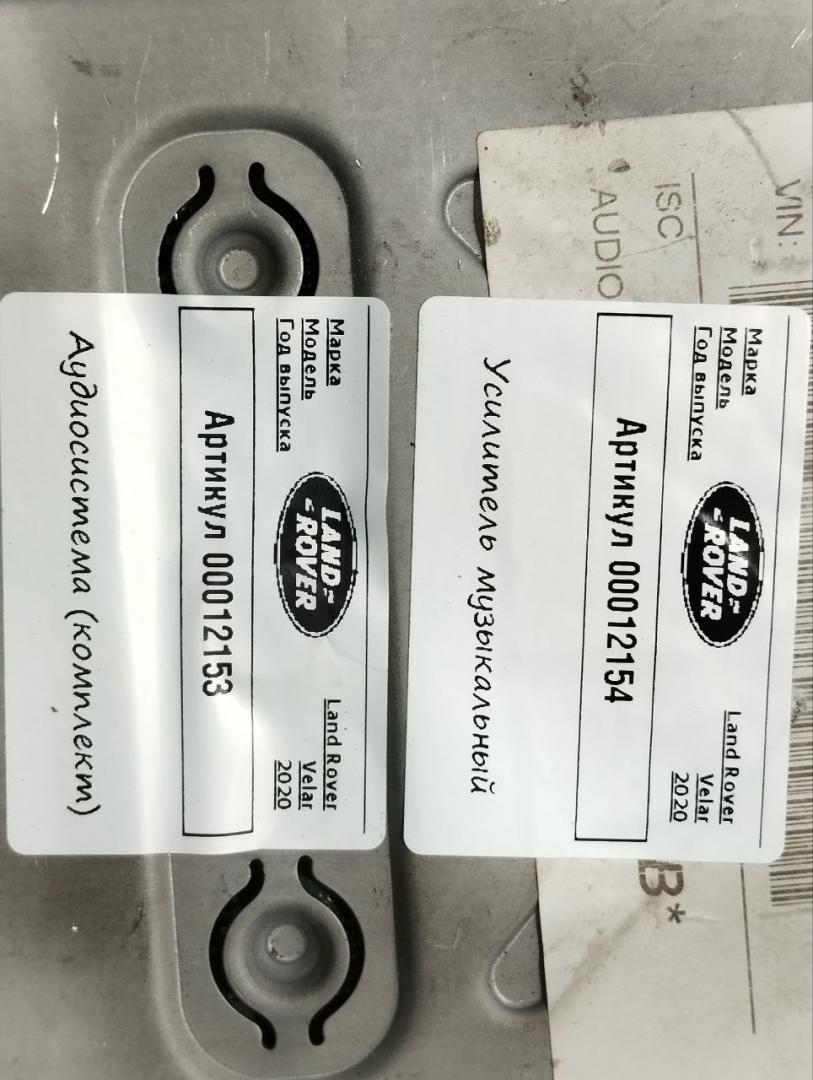 VIN:
ISC
AUDIO
B*
Марка Land Rover
Модель Velar
Год выпуска 2020
LAND ROVER
Артикул 00012154
Усилитель музыкальный
Марка Land Rover
Модель Velar
Год выпуска 2020
LAND ROVER
Артикул 00012153
Аудиосистема (комплект)